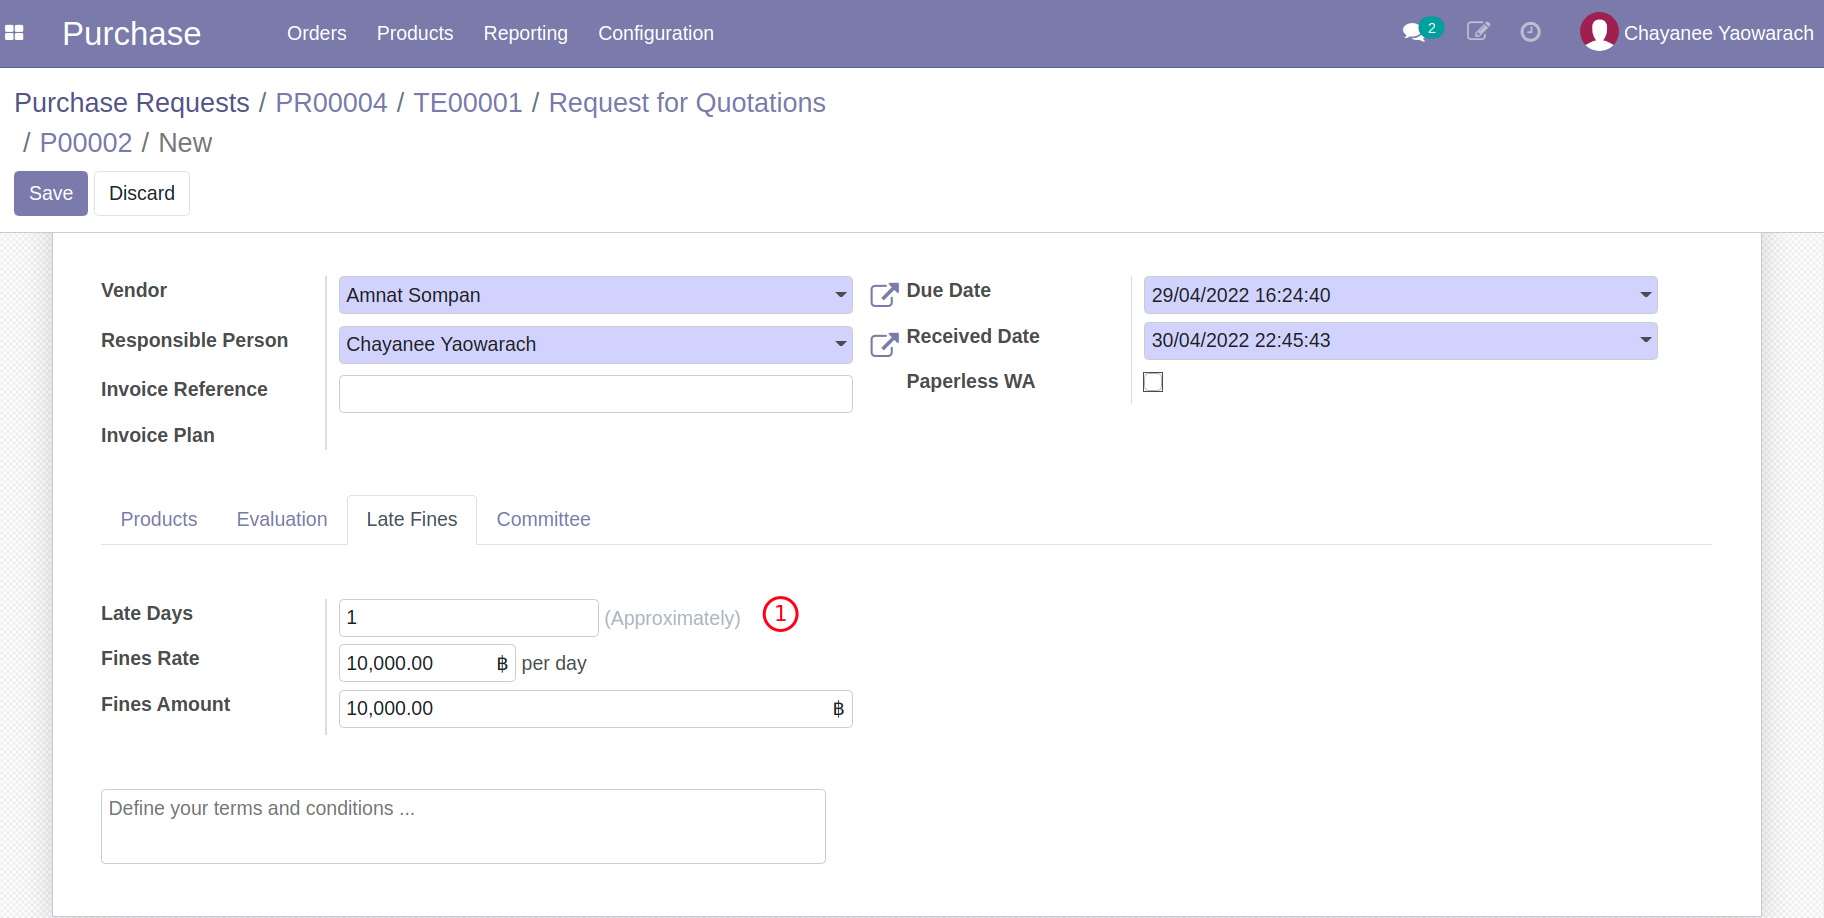 Purchase Orders Products Reporting Configuration 2 Chayanee Yaowarach
Purchase Requests / PR00004 / TE00001 / Request for Quotations
/ P00002 / New
Save Discard
Vendor Amnat Sompan Due Date 29/04/2022 16:24:40
Responsible Person Chayanee Yaowarach Received Date 30/04/2022 22:45:43
Invoice Reference Paperless WA
Invoice Plan
Products Evaluation Late Fines Committee
Late Days 1 (Approximately) 1
Fines Rate 10,000.00 ฿ per day
Fines Amount 10,000.00 ฿
Define your terms and conditions ...